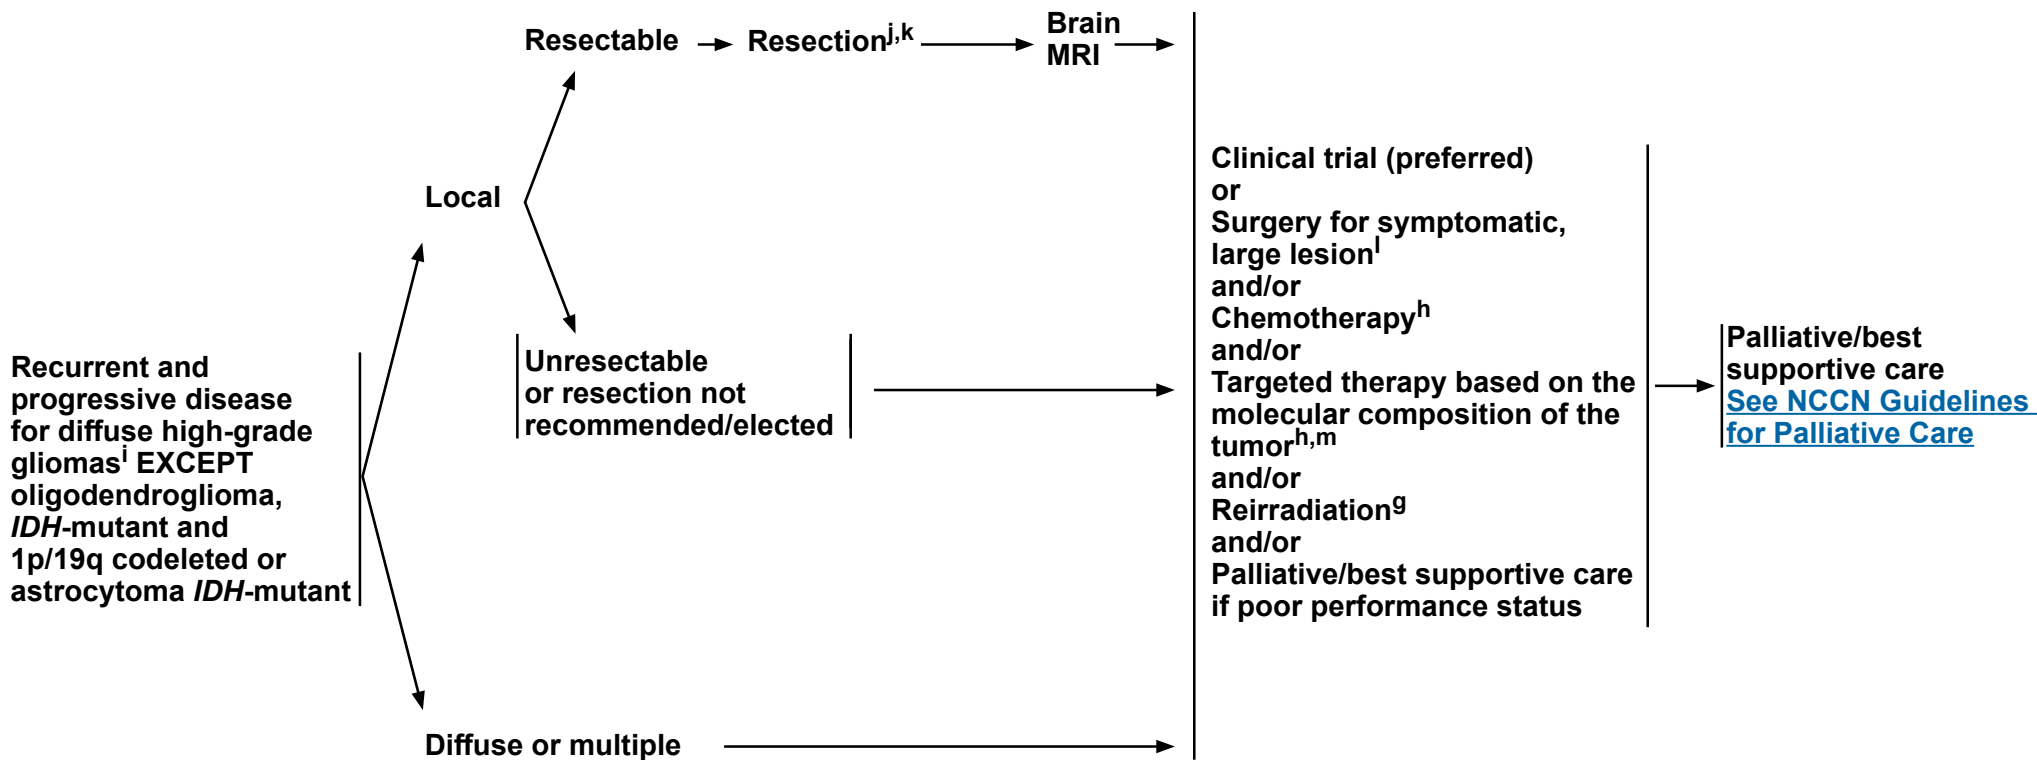 Resectable
Resection^j,k
Brain
MRI
Local
Unresectable
or resection not
recommended/elected
Recurrent and
progressive disease
for diffuse high-grade
gliomas^i EXCEPT
oligodendroglioma,
IDH-mutant and
1p/19q codeleted or
astrocytoma IDH-mutant
Diffuse or multiple
Clinical trial (preferred)
or
Surgery for symptomatic,
large lesion^l
and/or
Chemotherapy^h
and/or
Targeted therapy based on the
molecular composition of the
tumor^h,m
and/or
Reirradiation^g
and/or
Palliative/best supportive care
if poor performance status
Palliative/best
supportive care
See NCCN Guidelines
for Palliative Care